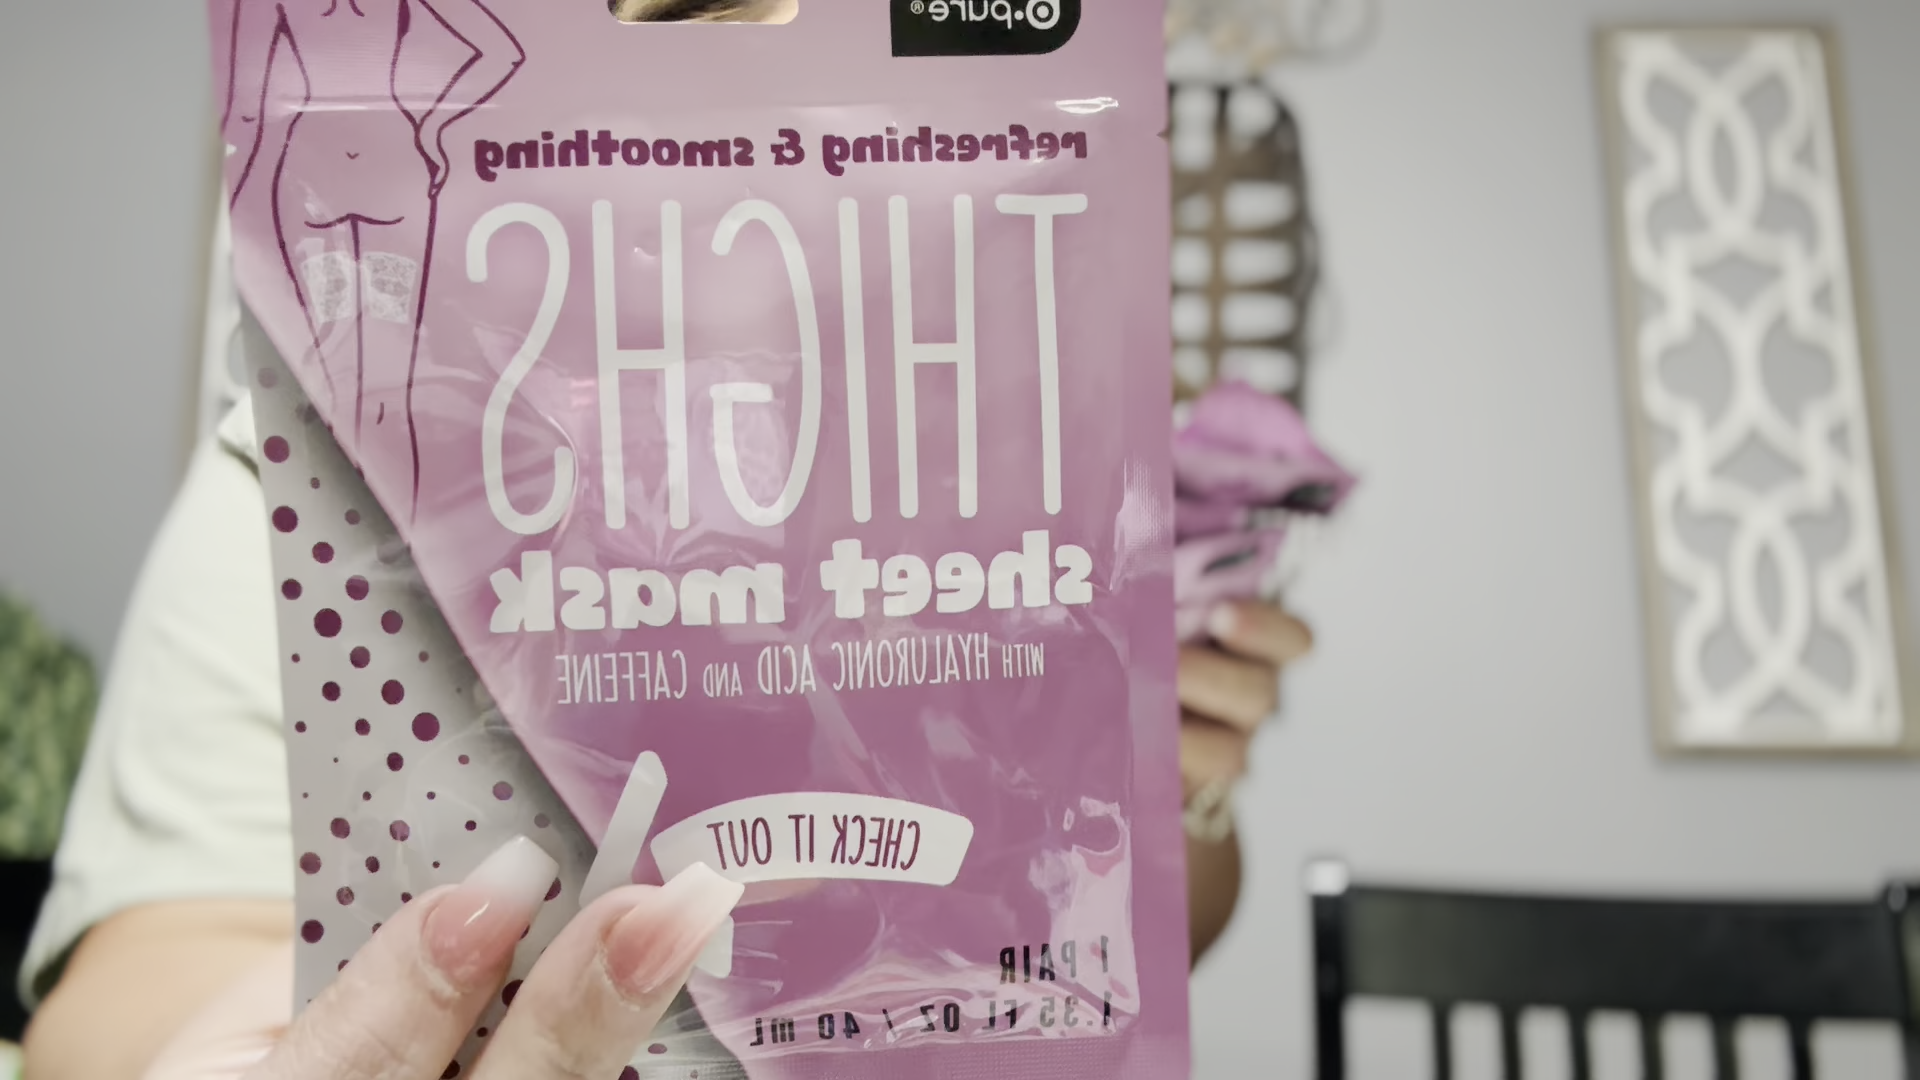 b.pure®
refreshing & smoothing
THIGHS
sheet mask
WITH HYALURONIC ACID AND CAFFEINE
CHECK IT OUT
1 PAIR
1.35 FL OZ / 40 mL